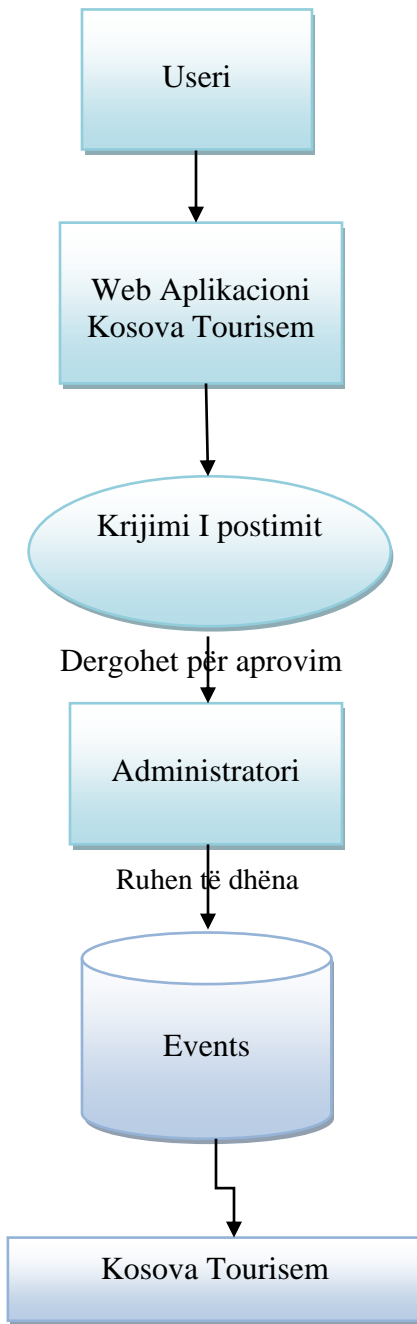 Useri
Web Aplikacioni
Kosova Tourisem
Krijimi I postimit
Dergohet për aprovim
Administratori
Ruhen të dhëna
Events
Kosova Tourisem